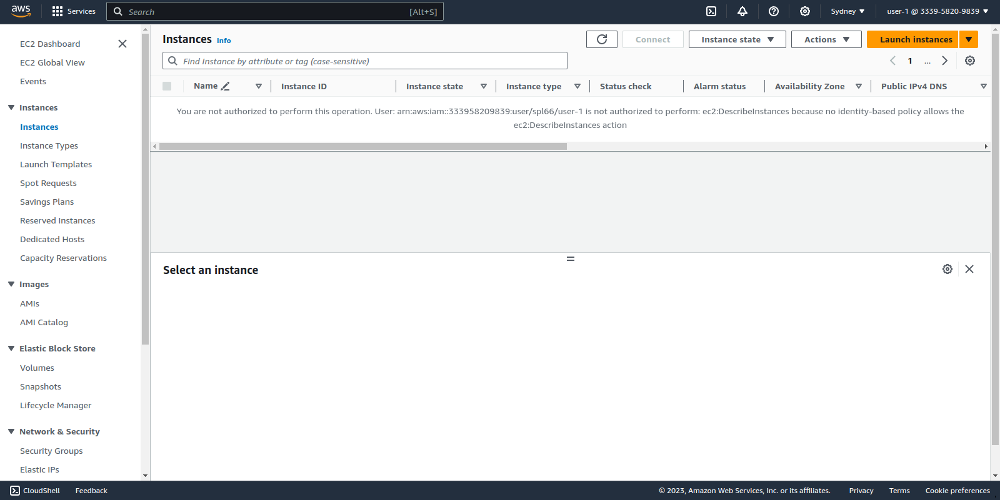 aws
Services
Search
[Alt+S]
Sydney
user-1 @ 3339-5820-9839
EC2 Dashboard
EC2 Global View
Events
Instances
Instances
Instance Types
Launch Templates
Spot Requests
Savings Plans
Reserved Instances
Dedicated Hosts
Capacity Reservations
Images
AMIs
AMI Catalog
Elastic Block Store
Volumes
Snapshots
Lifecycle Manager
Network & Security
Security Groups
Elastic IPs
Instances Info
Connect
Instance state
Actions
Launch instances
Find Instance by attribute or tag (case-sensitive)
1
...
Name
Instance ID
Instance state
Instance type
Status check
Alarm status
Availability Zone
Public IPv4 DNS
You are not authorized to perform this operation. User: arn:aws:iam::333958209839:user/spl66/user-1 is not authorized to perform: ec2:DescribeInstances because no identity-based policy allows the
ec2:DescribeInstances action
Select an instance
CloudShell
Feedback
© 2023, Amazon Web Services, Inc. or its affiliates.
Privacy
Terms
Cookie preferences